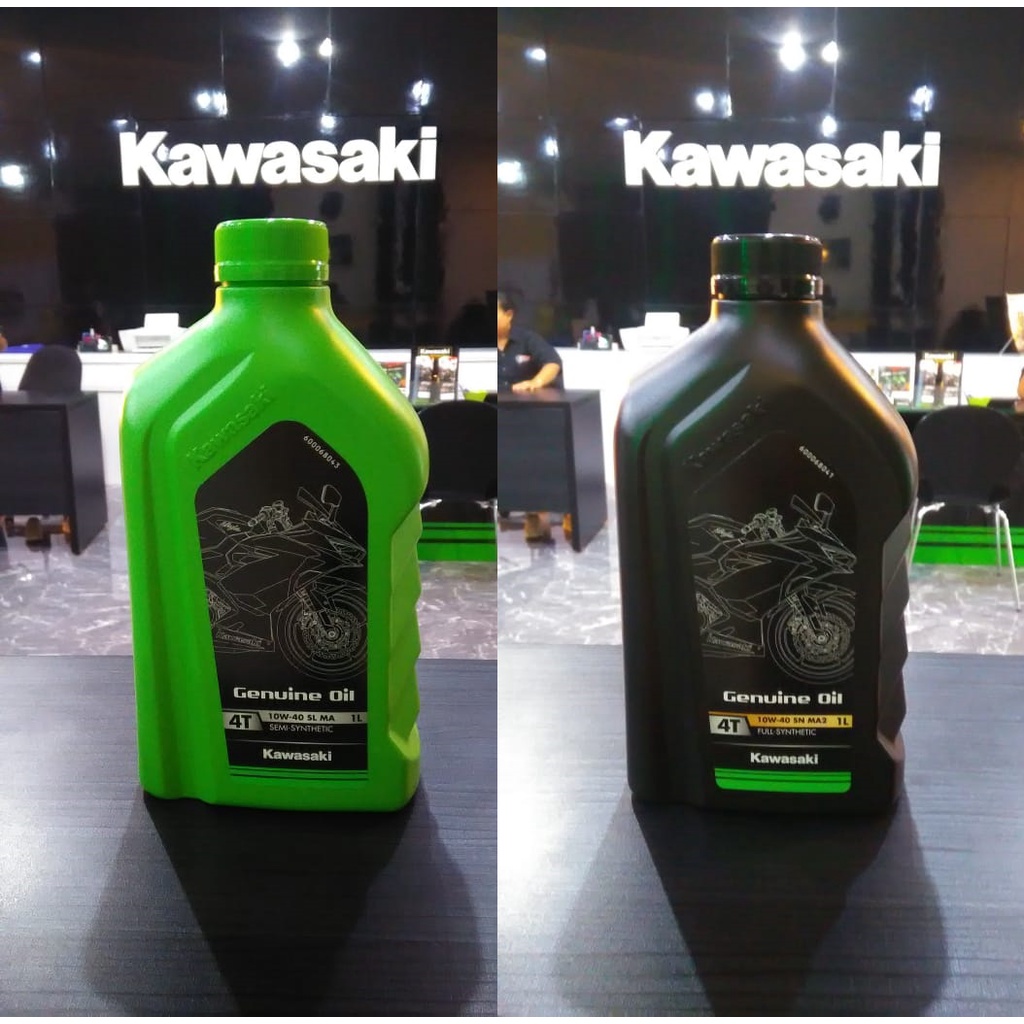 Kawasaki
Kawasaki
600068043
Genuine Oil
4T
10W-40 SL MA 1L
SEMI-SYNTHETIC
Kawasaki
Kawasaki
Kawasaki
Genuine Oil
4T
10W-40 SN MA2 1L
FULL-SYNTHETIC
Kawasaki